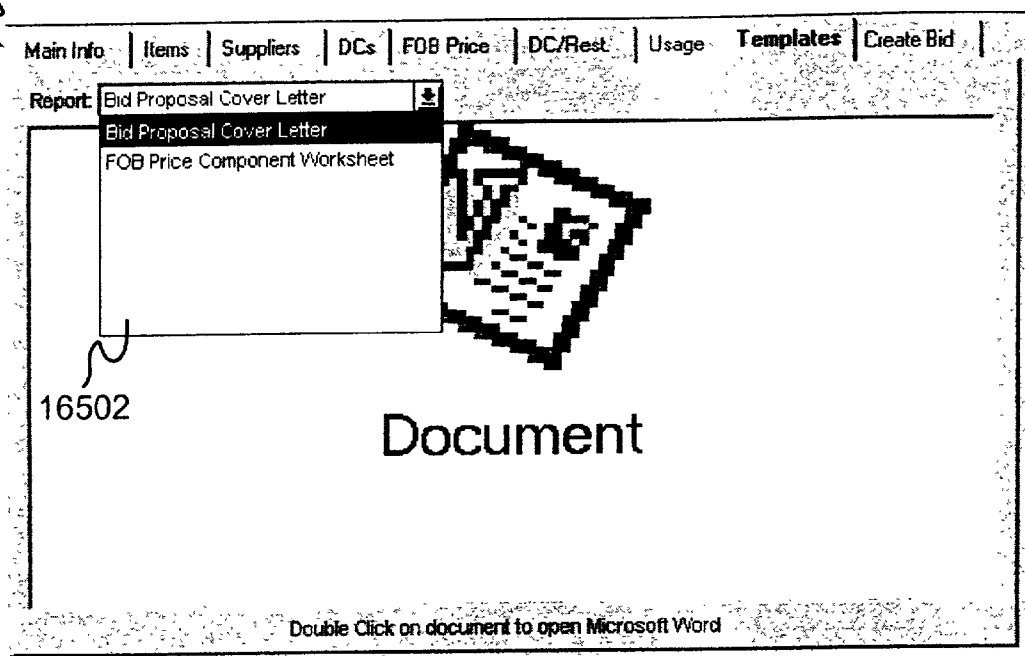 Main Info Items Suppliers DCs FOB Price DC/Rest. Usage Templates Create Bid
Report: Bid Proposal Cover Letter
Bid Proposal Cover Letter
FOB Price Component Worksheet
16502
Document
Double Click on document to open Microsoft Word